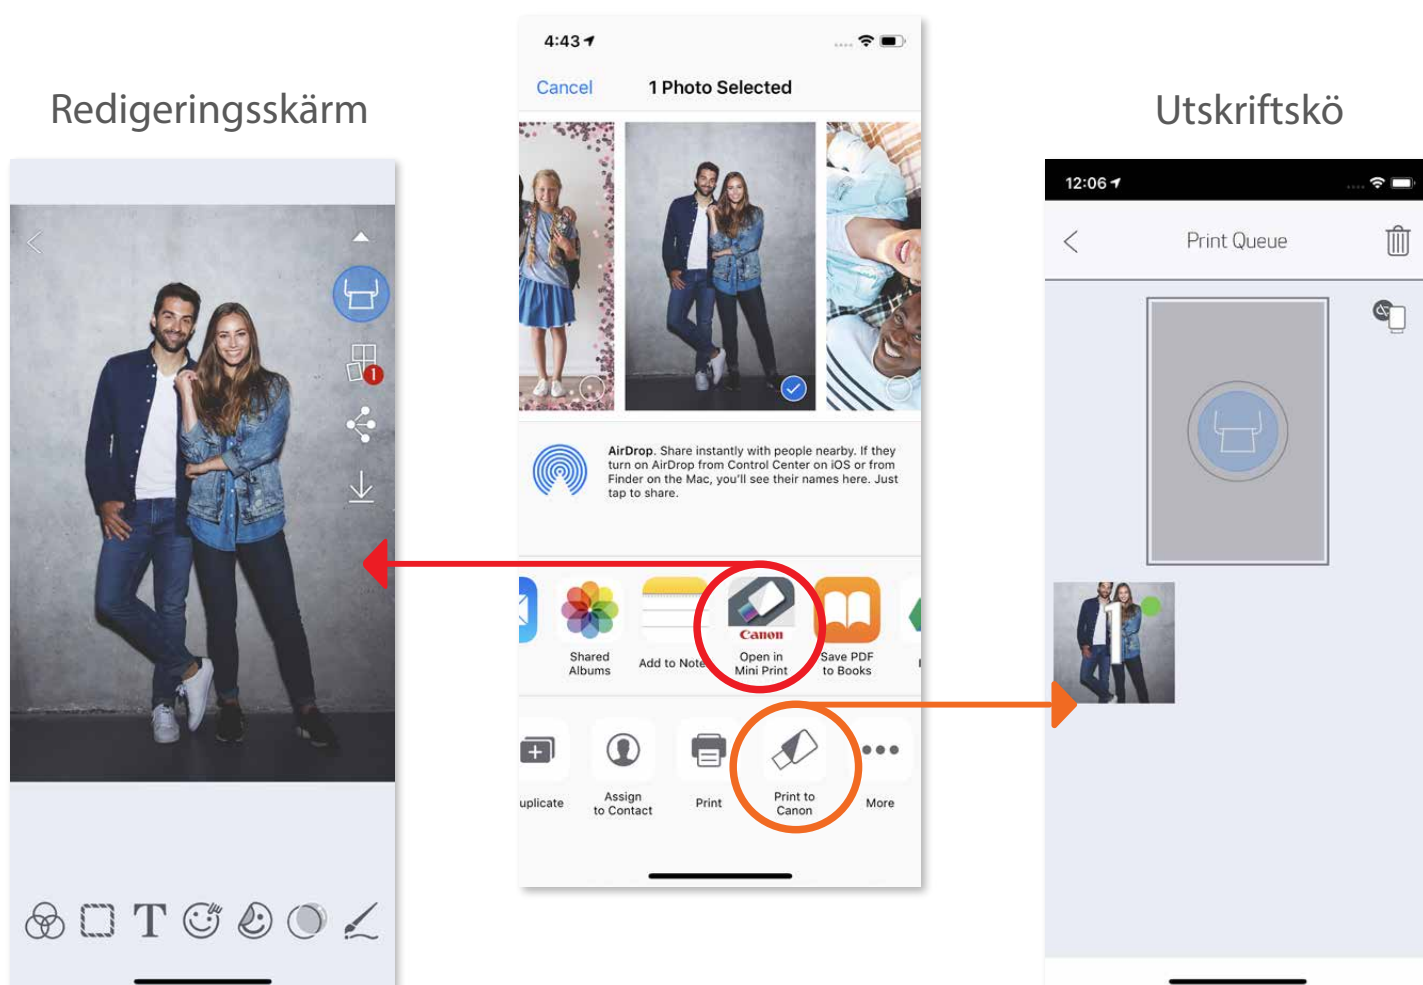 Redigeringsskärm
4:43
Cancel
1 Photo Selected
AirDrop. Share instantly with people nearby. If they
turn on AirDrop from Control Center on iOS or from
Finder on the Mac, you'll see their names here. Just
tap to share.
Canon
Shared
Albums
Add to Note
Open in
Mini Print
Save PDF
to Books
uplicate
Assign
to Contact
Print
Print to
Canon
More
1
T
Utskriftskö
12:06
Print Queue
1